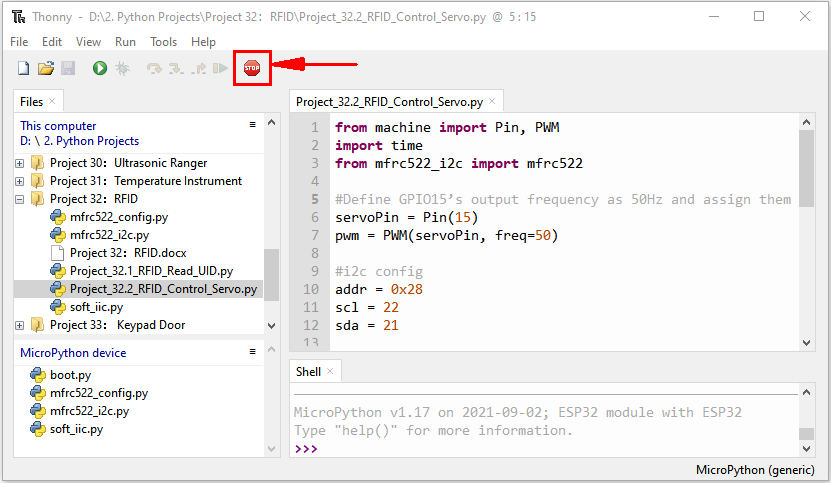 Thonny - D:\2. Python Projects\Project 32：RFID\Project_32.2_RFID_Control_Servo.py @ 5 : 15
File Edit View Run Tools Help
STOP
Files
This computer
D: \ 2. Python Projects
Project 30：Ultrasonic Ranger
Project 31：Temperature Instrument
Project 32：RFID
mfrc522_config.py
mfrc522_i2c.py
Project 32：RFID.docx
Project_32.1_RFID_Read_UID.py
Project_32.2_RFID_Control_Servo.py
soft_iic.py
Project 33：Keypad Door
MicroPython device
boot.py
mfrc522_config.py
mfrc522_i2c.py
soft_iic.py
Project_32.2_RFID_Control_Servo.py
1 from machine import Pin, PWM
2 import time
3 from mfrc522_i2c import mfrc522
4
5 #Define GPIO15’s output frequency as 50Hz and assign them
6 servoPin = Pin(15)
7 pwm = PWM(servoPin, freq=50)
8
9 #i2c config
10 addr = 0x28
11 scl = 22
12 sda = 21
13
Shell
MicroPython v1.17 on 2021-09-02; ESP32 module with ESP32
Type "help()" for more information.
>>>
MicroPython (generic)